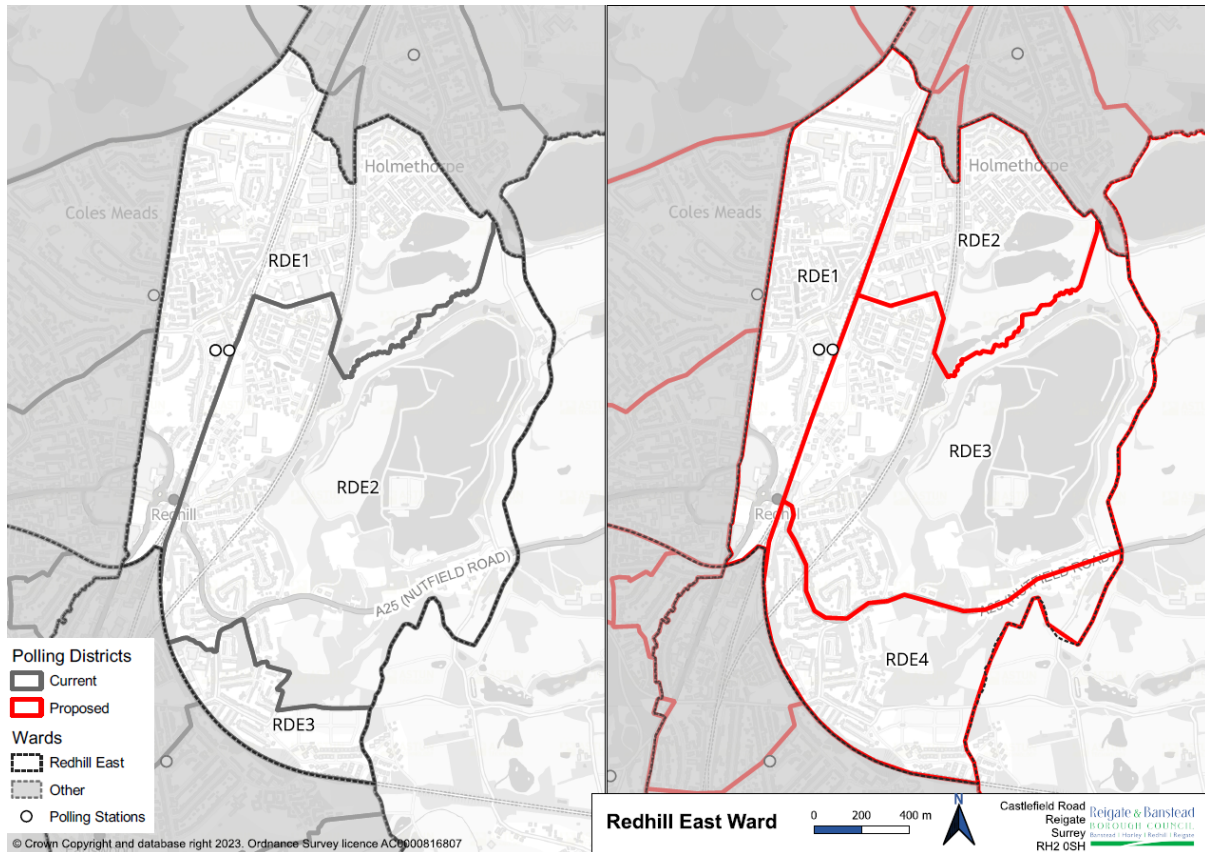 Holmethorpe
Coles Meads
RDE1
RDE2
Redhill
A25 (NUTFIELD ROAD)
RDE3
Polling Districts
Current
Proposed
Wards
Redhill East
Other
Polling Stations
© Crown Copyright and database right 2023. Ordnance Survey licence AC0000816807
Holmethorpe
RDE2
RDE1
RDE3
Redhill
A25 (NUTFIELD ROAD)
RDE4
Redhill East Ward
0 200 400 m
N
Castlefield Road
Reigate
Surrey
RH2 0SH
Reigate & Banstead
BOROUGH COUNCIL
Banstead | Horley | Redhill | Reigate